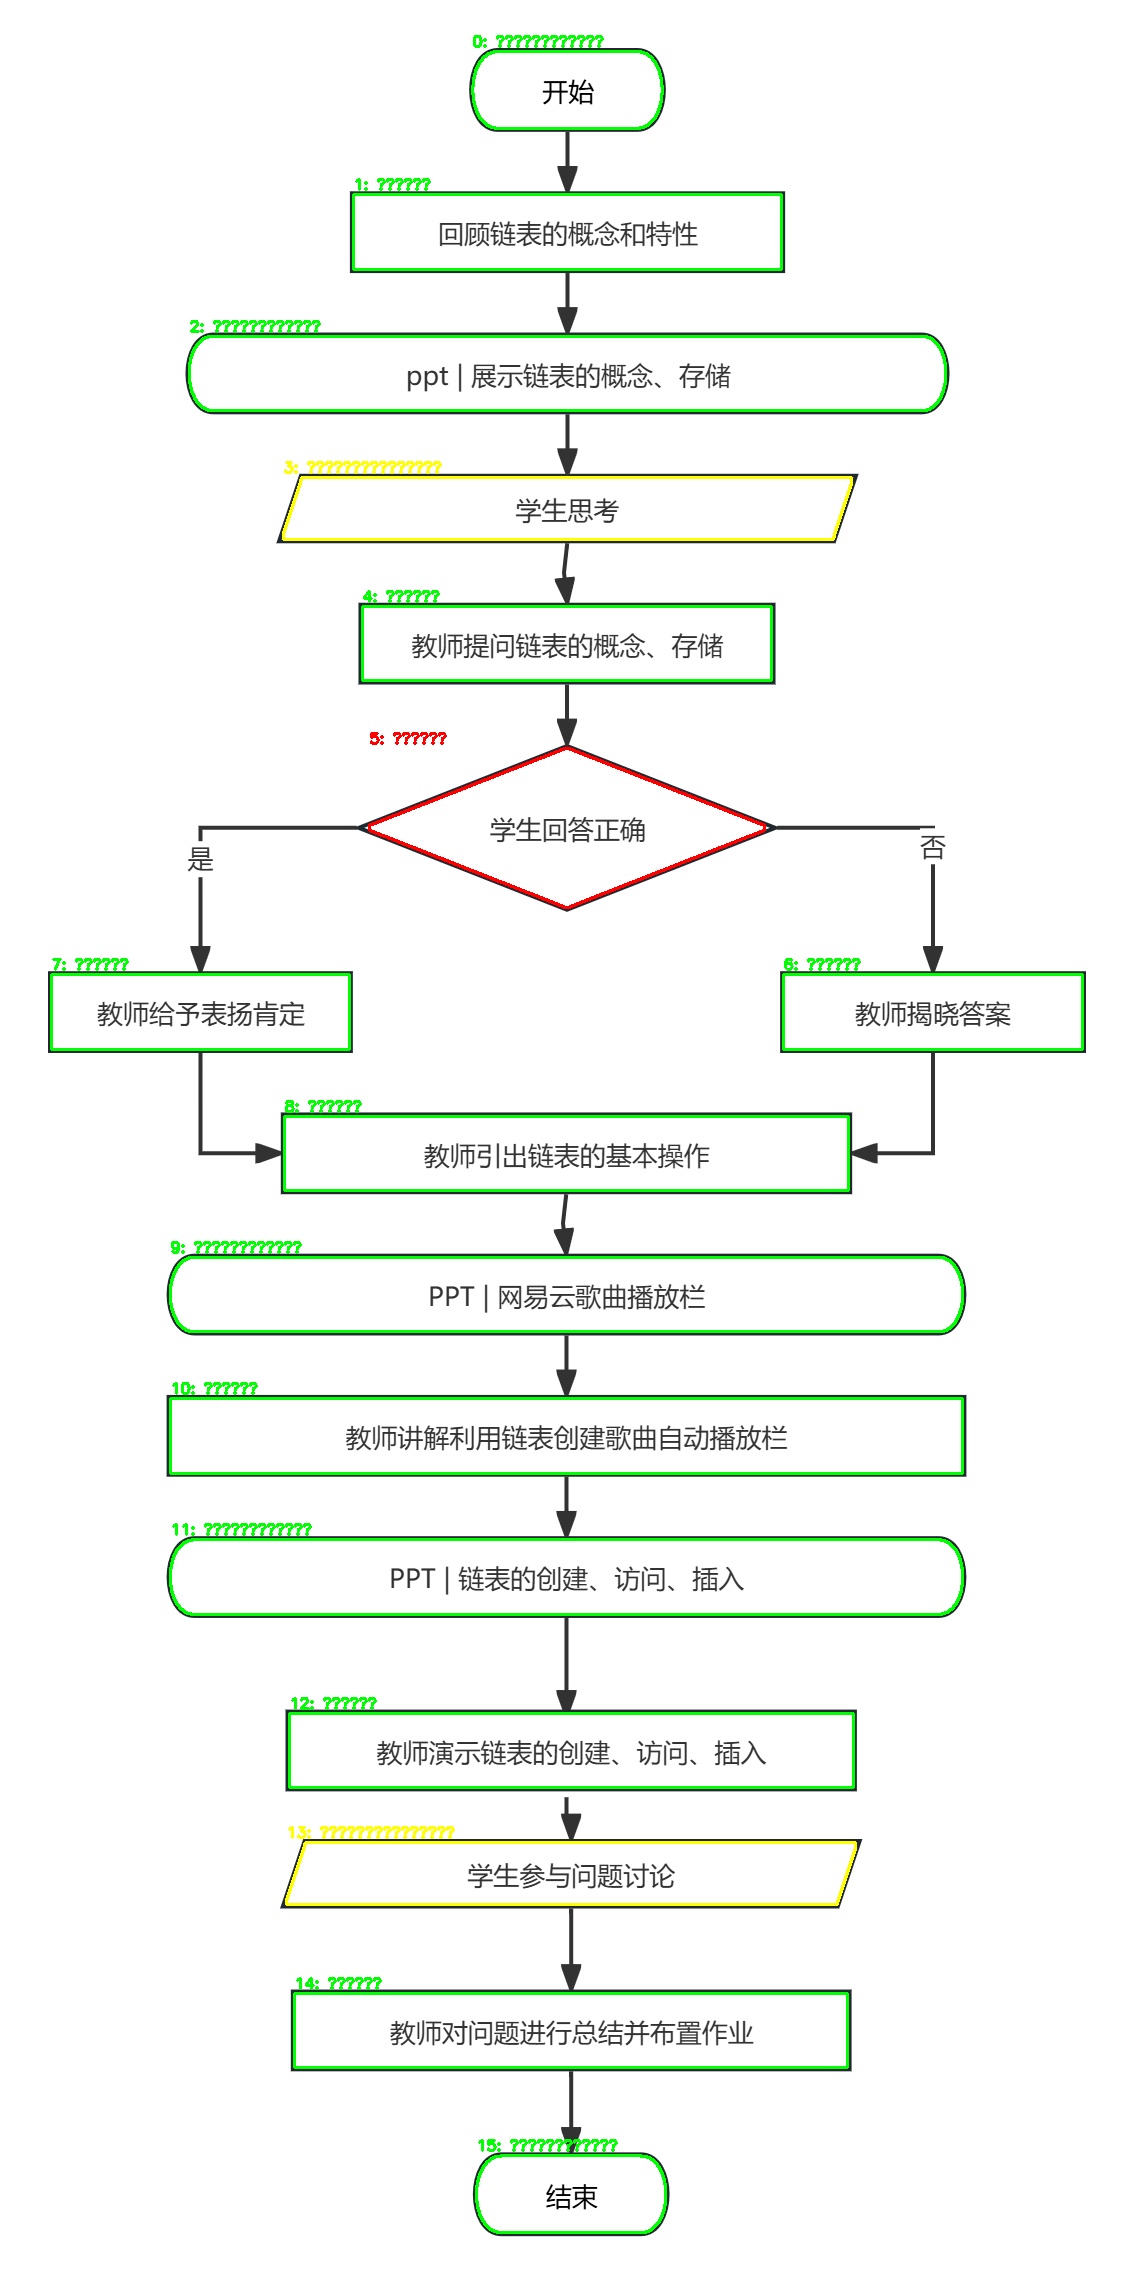 0: ????????????
开始
1: ??????
回顾链表的概念和特性
2: ????????????
ppt | 展示链表的概念、存储
3: ???????????????
学生思考
4: ??????
教师提问链表的概念、存储
5: ??????
学生回答正确
是
否
7: ??????
教师给予表扬肯定
6: ??????
教师揭晓答案
8: ??????
教师引出链表的基本操作
9: ????????????
PPT | 网易云歌曲播放栏
10: ??????
教师讲解利用链表创建歌曲自动播放栏
11: ????????????
PPT | 链表的创建、访问、插入
12: ??????
教师演示链表的创建、访问、插入
13: ???????????????
学生参与问题讨论
14: ??????
教师对问题进行总结并布置作业
15: ????????????
结束